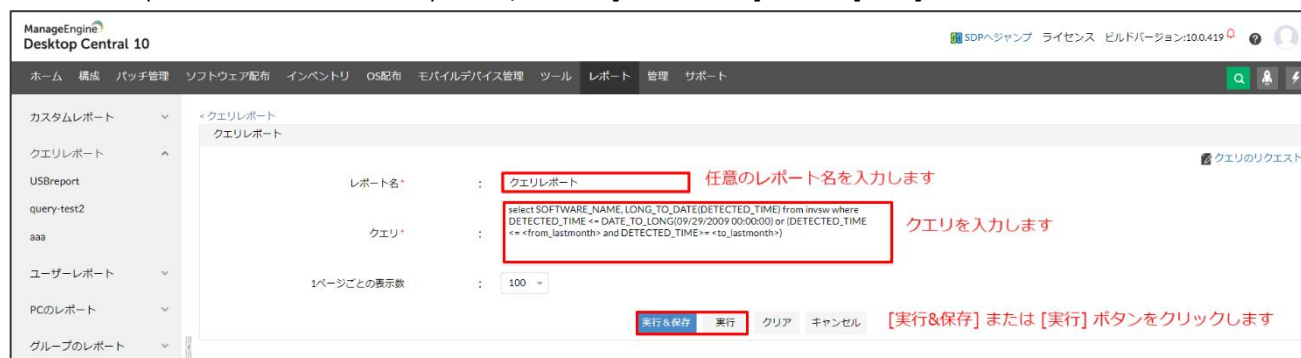 ManageEngine
Desktop Central 10
SDPへジャンプ ライセンス ビルドバージョン:10.0.419
ホーム 構成 パッチ管理 ソフトウェア配布 インベントリ OS配布 モバイルデバイス管理 ツール レポート 管理 サポート
カスタムレポート
クエリレポート
USBreport
query-test2
aaa
ユーザーレポート
PCのレポート
グループのレポート
<クエリレポート
クエリレポート
クエリのリクエスト
レポート名* : クエリレポート 任意のレポート名を入力します
クエリ* :
select SOFTWARE_NAME, LONG_TO_DATE(DETECTED_TIME) from invsw where
DETECTED_TIME <= DATE_TO_LONG(09/29/2009 00:00:00) or (DETECTED_TIME
<= <from_lastmonth> and DETECTED_TIME>= <to_lastmonth>)
クエリを入力します
1ページごとの表示数 : 100
実行&保存 実行 クリア キャンセル [実行&保存] または [実行] ボタンをクリックします